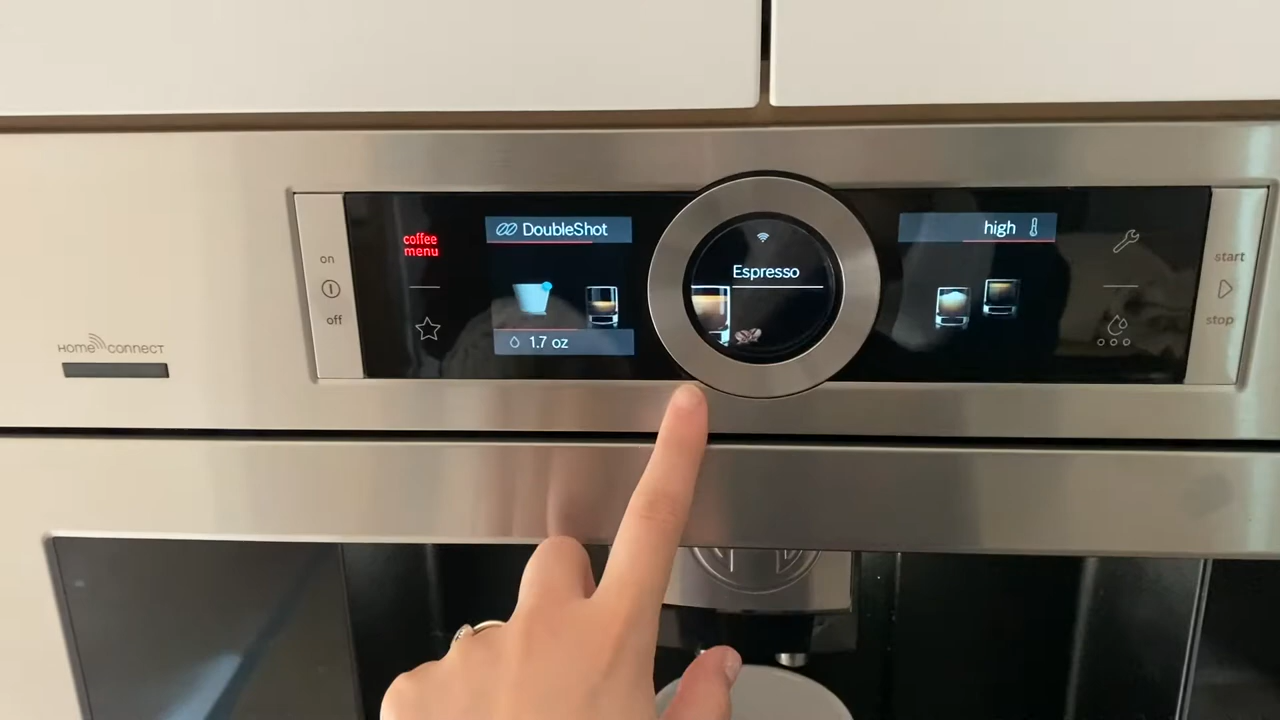 HOME CONNECT
on
off
coffee
menu
DoubleShot
1.7 oz
Espresso
high
start
stop